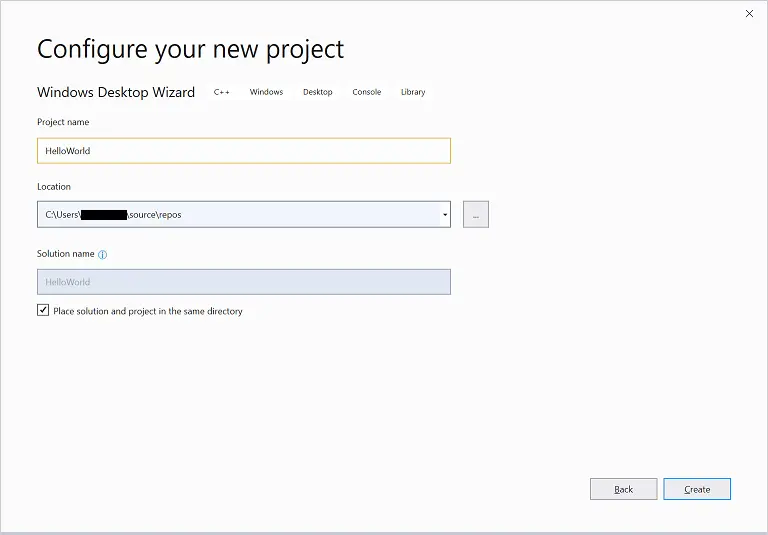 Configure your new project
Windows Desktop Wizard C++ Windows Desktop Console Library
Project name
HelloWorld
Location
C:\Users\ \source\repos
...
Solution name
HelloWorld
Place solution and project in the same directory
Back Create